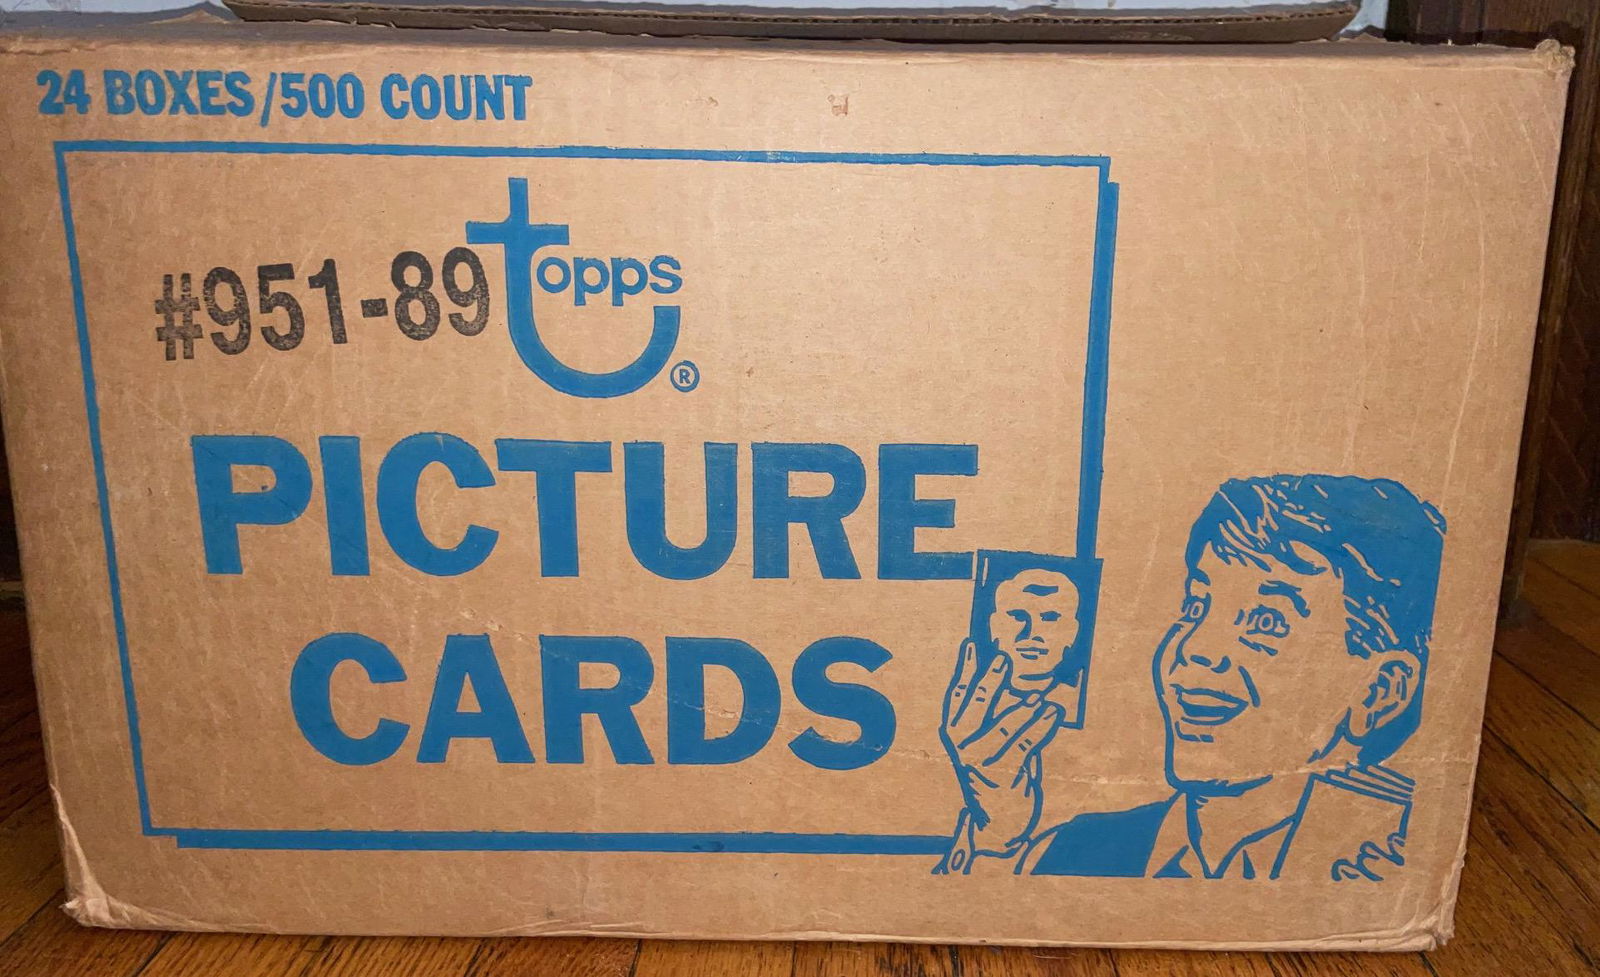 24 BOXES/500 COUNT
topps
®
#951-89
PICTURE
CARDS